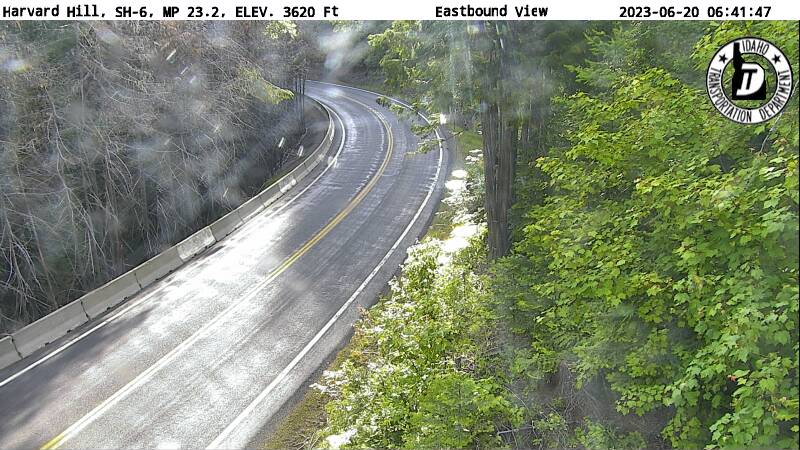 Harvard Hill, SH-6, MP 23.2, ELEV. 3620 Ft Eastbound View 2023-06-20 06:41:47
IDAHO
TRANSPORTATION DEPARTMENT